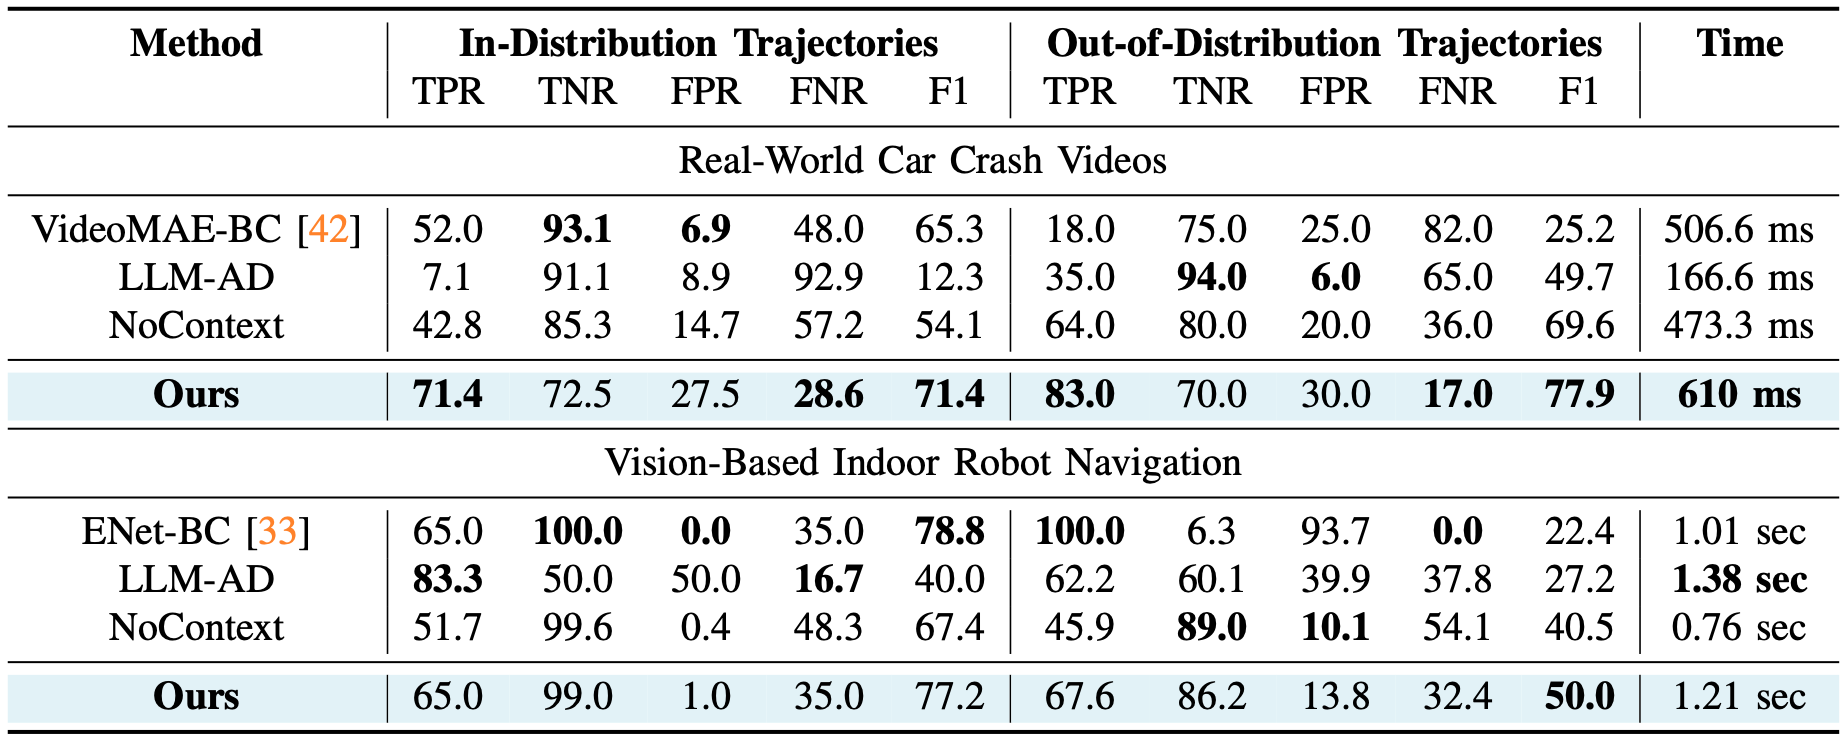 Method In-Distribution Trajectories Out-of-Distribution Trajectories Time
TPR TNR FPR FNR F1 TPR TNR FPR FNR F1
Real-World Car Crash Videos
VideoMAE-BC [42] 52.0 93.1 6.9 48.0 65.3 18.0 75.0 25.0 82.0 25.2 506.6 ms
LLM-AD 7.1 91.1 8.9 92.9 12.3 35.0 94.0 6.0 65.0 49.7 166.6 ms
NoContext 42.8 85.3 14.7 57.2 54.1 64.0 80.0 20.0 36.0 69.6 473.3 ms
Ours 71.4 72.5 27.5 28.6 71.4 83.0 70.0 30.0 17.0 77.9 610 ms
Vision-Based Indoor Robot Navigation
ENet-BC [33] 65.0 100.0 0.0 35.0 78.8 100.0 6.3 93.7 0.0 22.4 1.01 sec
LLM-AD 83.3 50.0 50.0 16.7 40.0 62.2 60.1 39.9 37.8 27.2 1.38 sec
NoContext 51.7 99.6 0.4 48.3 67.4 45.9 89.0 10.1 54.1 40.5 0.76 sec
Ours 65.0 99.0 1.0 35.0 77.2 67.6 86.2 13.8 32.4 50.0 1.21 sec